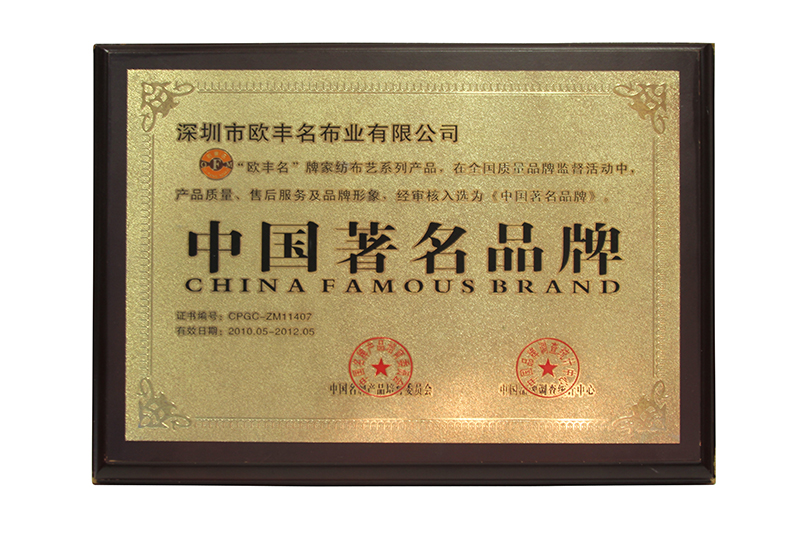 深圳市欧丰名布业有限公司
OFM “欧丰名”牌家纺布艺系列产品，在全国质量品牌监督活动中，
产品质量、售后服务及品牌形象，经审核入选为《中国著名品牌》。
中国著名品牌
CHINA FAMOUS BRAND
证书编号：CPGC-ZM11407
有效日期：2010.05-2012.05